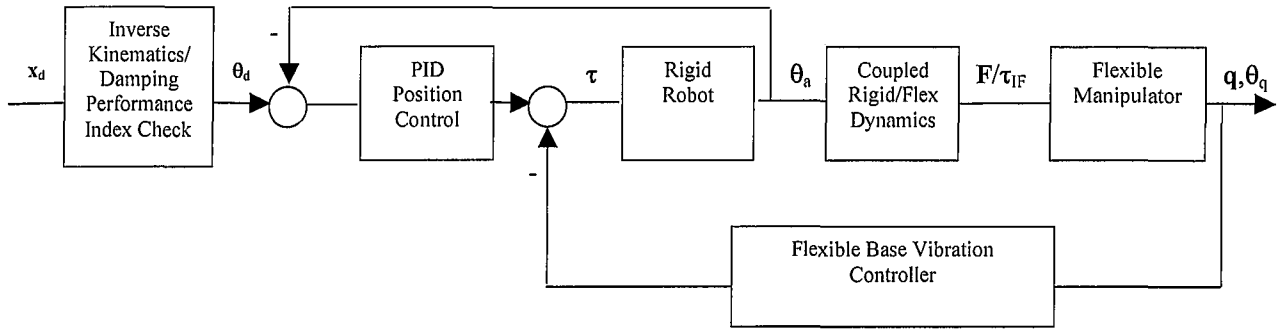 x_d
Inverse
Kinematics/
Damping
Performance
Index Check
θ_d
-
PID
Position
Control
-
τ
Rigid
Robot
θ_a
Coupled
Rigid/Flex
Dynamics
F/τ_IF
Flexible
Manipulator
q,θ_q
Flexible Base Vibration
Controller